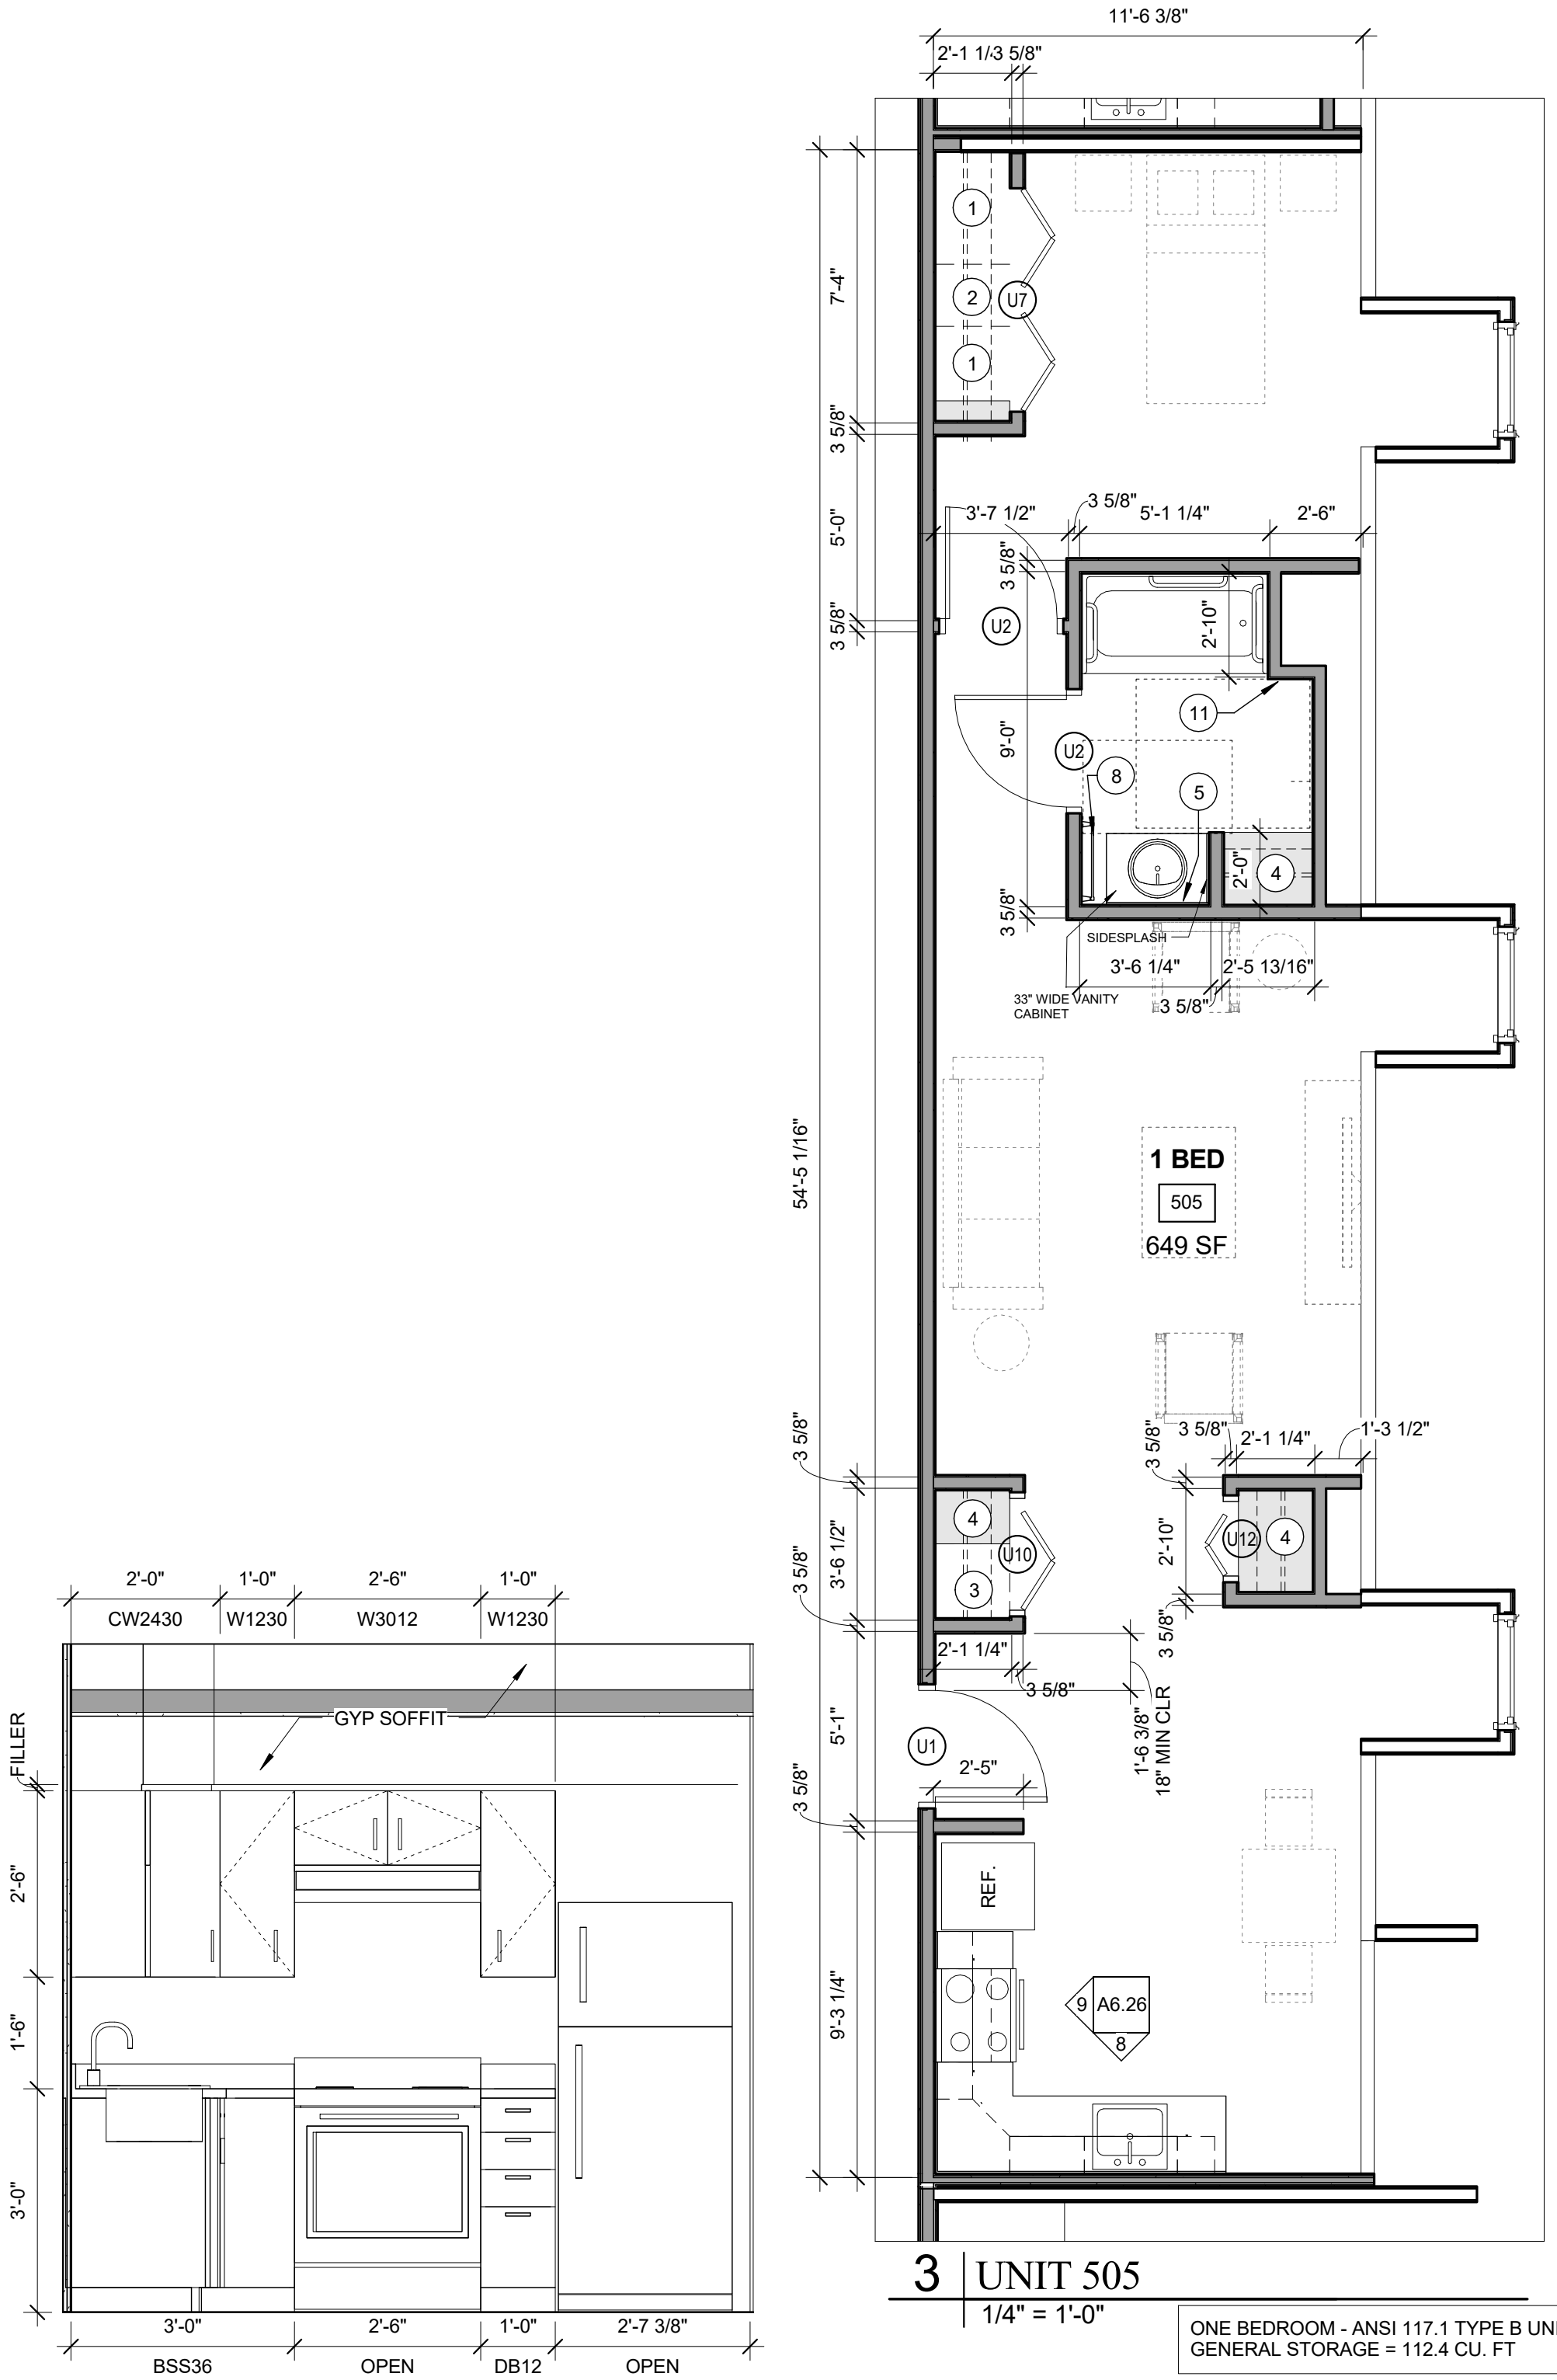 11'-6 3/8"
2'-1 1/ 3 5/8"
1
7'-4"
2
U7
1
3 5/8"
3'-7 1/2"
3 5/8"
5'-1 1/4"
2'-6"
5'-0"
3 5/8"
2'-10"
3 5/8"
U2
11
9'-0"
U2
8
5
2'-0"
4
3 5/8"
SIDESPLASH
3'-6 1/4"
2'-5 13/16"
33" WIDE VANITY
CABINET
3 5/8"
54'-5 1/16"
1 BED
505
649 SF
3 5/8"
3 5/8"
3 5/8"
2'-1 1/4"
1'-3 1/2"
4
U10
3
3'-6 1/2"
3 5/8"
2'-10"
U12
4
3 5/8"
2'-1 1/4"
3 5/8"
1'-6 3/8"
18" MIN CLR
5'-1"
U1
2'-5"
3 5/8"
REF.
9'-3 1/4"
9
A6.26
8
2'-0"
1'-0"
2'-6"
1'-0"
CW2430
W1230
W3012
W1230
GYP SOFFIT
FILLER
2'-6"
1'-6"
3'-0"
3'-0"
2'-6"
1'-0"
2'-7 3/8"
BSS36
OPEN
DB12
OPEN
3
UNIT 505
1/4" = 1'-0"
ONE BEDROOM - ANSI 117.1 TYPE B UNI
GENERAL STORAGE = 112.4 CU. FT